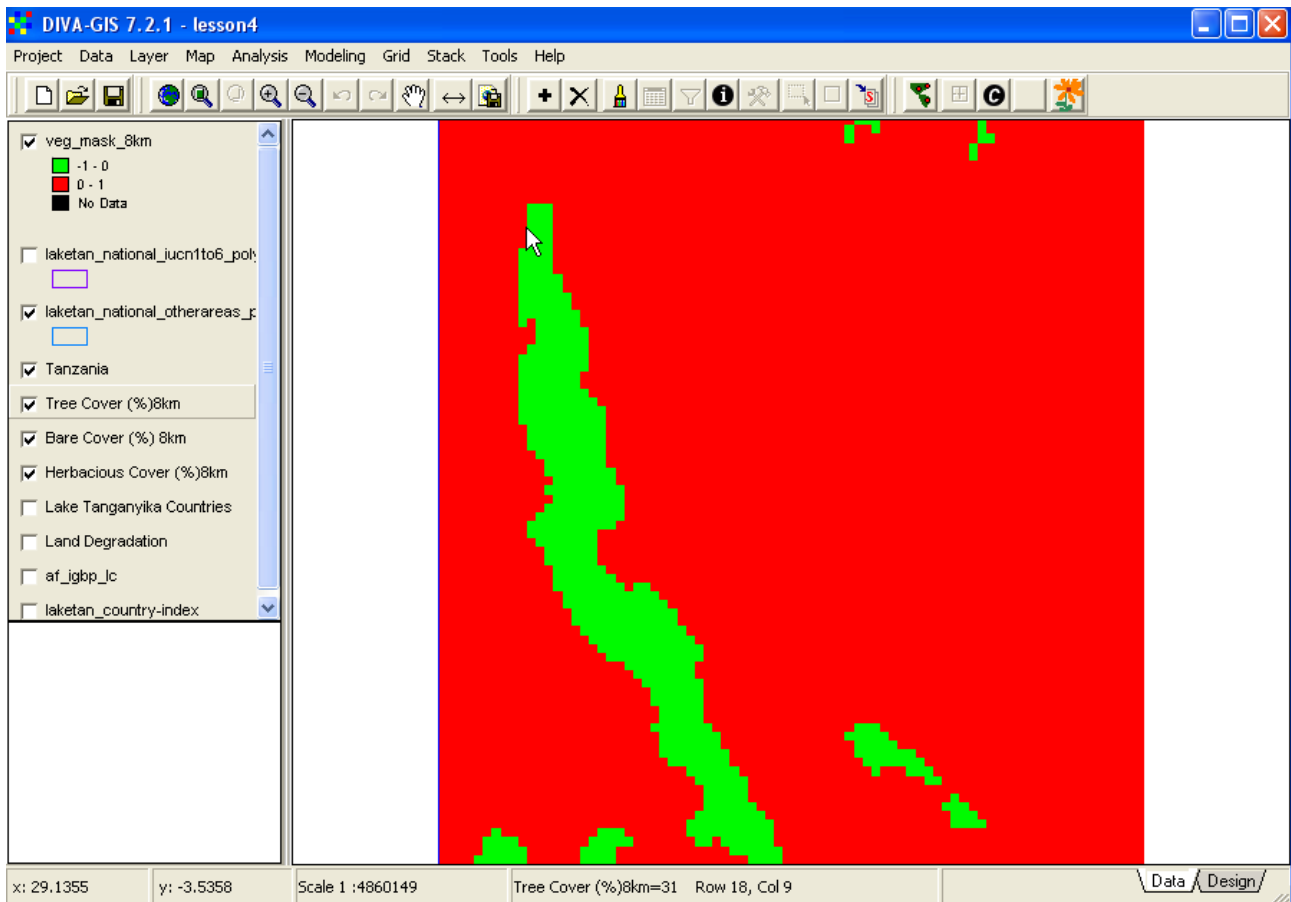 DIVA-GIS 7.2.1 - lesson4
Project Data Layer Map Analysis Modeling Grid Stack Tools Help
veg_mask_8km
-1 - 0
0 - 1
No Data
laketan_national_iucn1to6_poly
laketan_national_otherareas_p
Tanzania
Tree Cover (%)8km
Bare Cover (%) 8km
Herbacious Cover (%)8km
Lake Tanganyika Countries
Land Degradation
af_igbp_lc
laketan_country-index
x: 29.1355 y: -3.5358 Scale 1 :4860149 Tree Cover (%)8km=31 Row 18, Col 9 Data Design